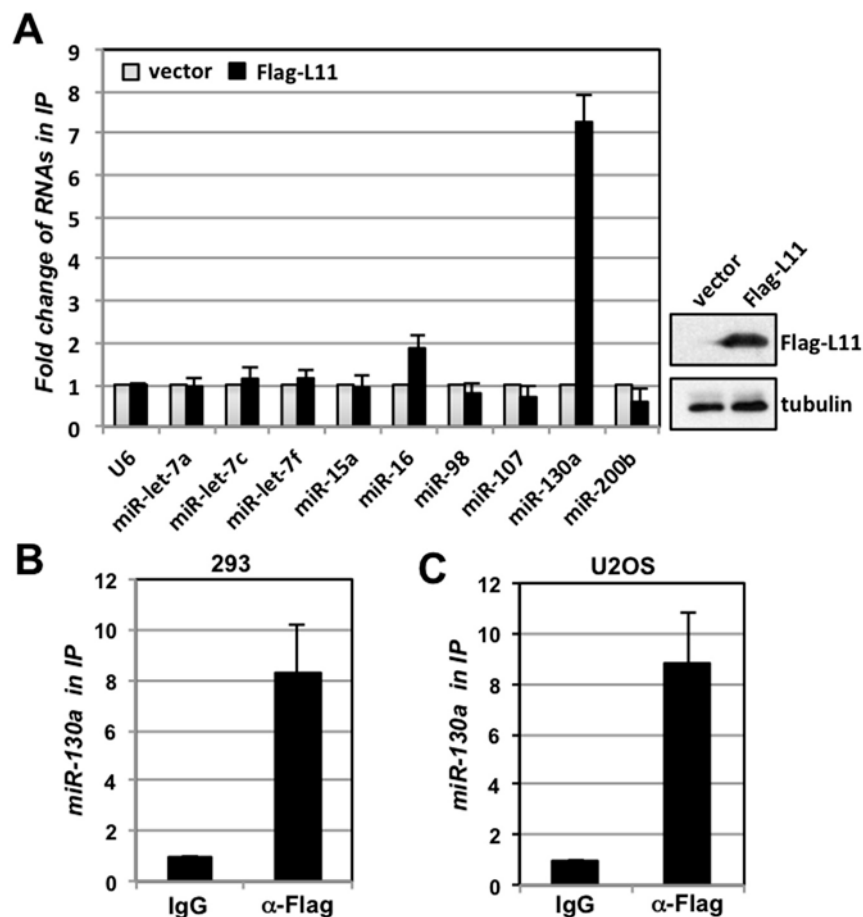 A
9
8
7
6
5
4
3
2
1
0
Fold change of RNAs in IP
vector Flag-L11
U6 miR-let-7a miR-let-7c miR-let-7f miR-15a miR-16 miR-98 miR-107 miR-130a miR-200b
vector Flag-L11
Flag-L11
tubulin
B
293
12
10
8
6
4
2
0
miR-130a in IP
IgG α-Flag
C
U2OS
12
10
8
6
4
2
0
miR-130a in IP
IgG α-Flag